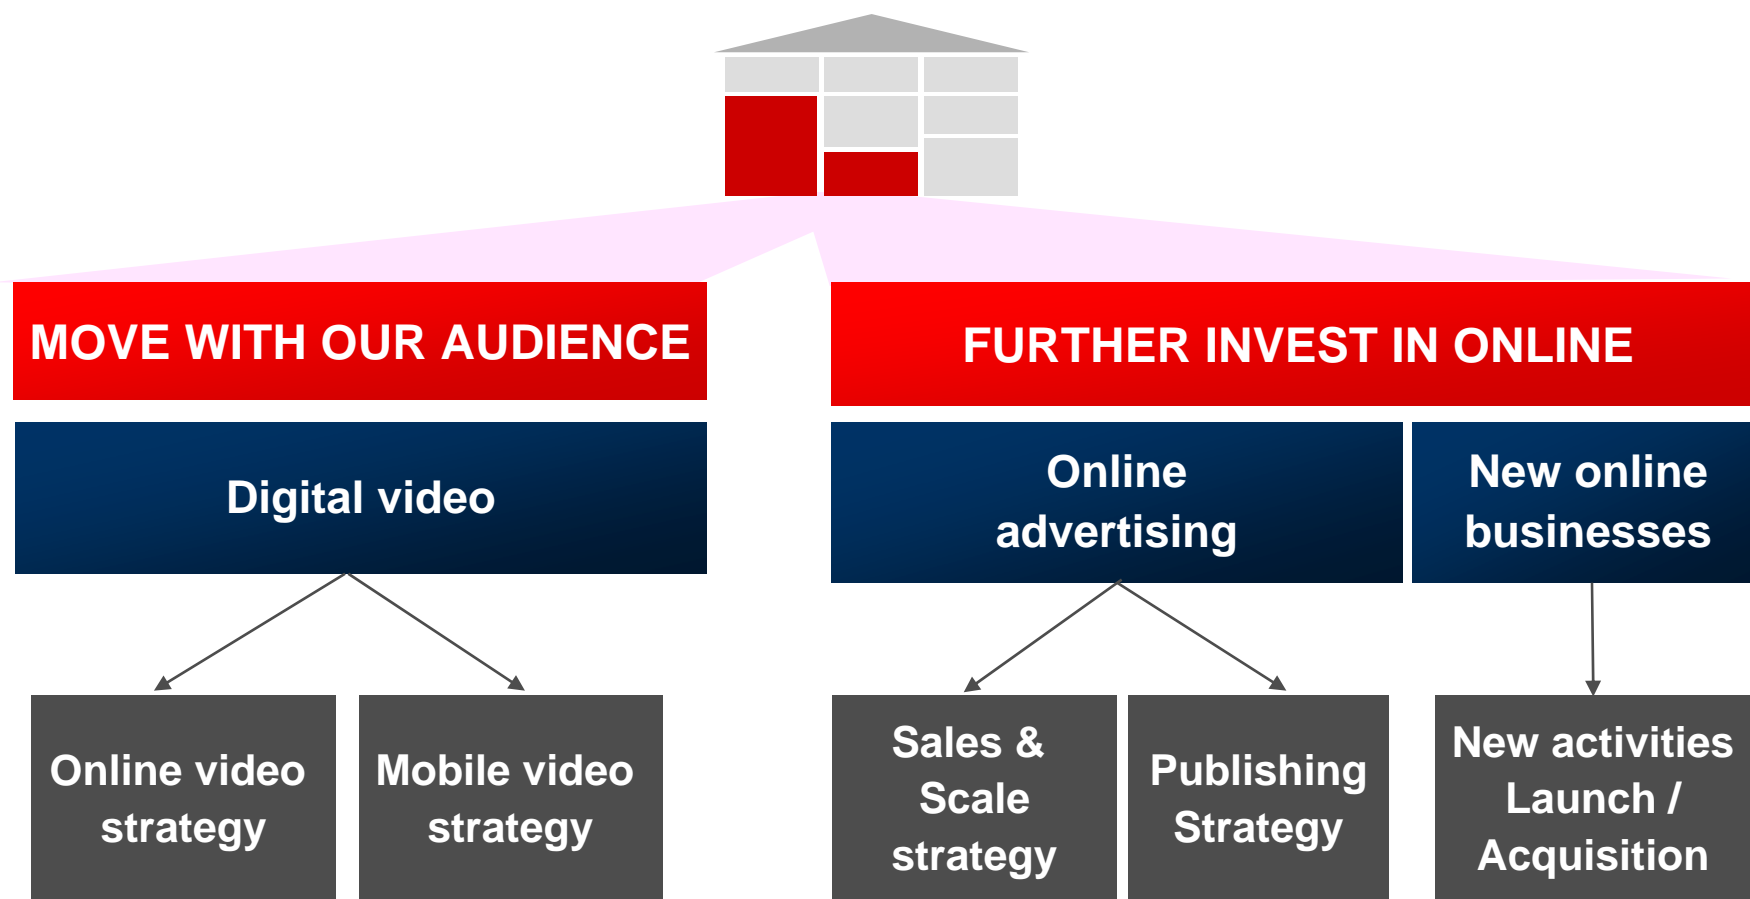 MOVE WITH OUR AUDIENCE
FURTHER INVEST IN ONLINE
Digital video
Online
advertising
New online
businesses
Online video
strategy
Mobile video
strategy
Sales &
Scale
strategy
Publishing
Strategy
New activities
Launch /
Acquisition